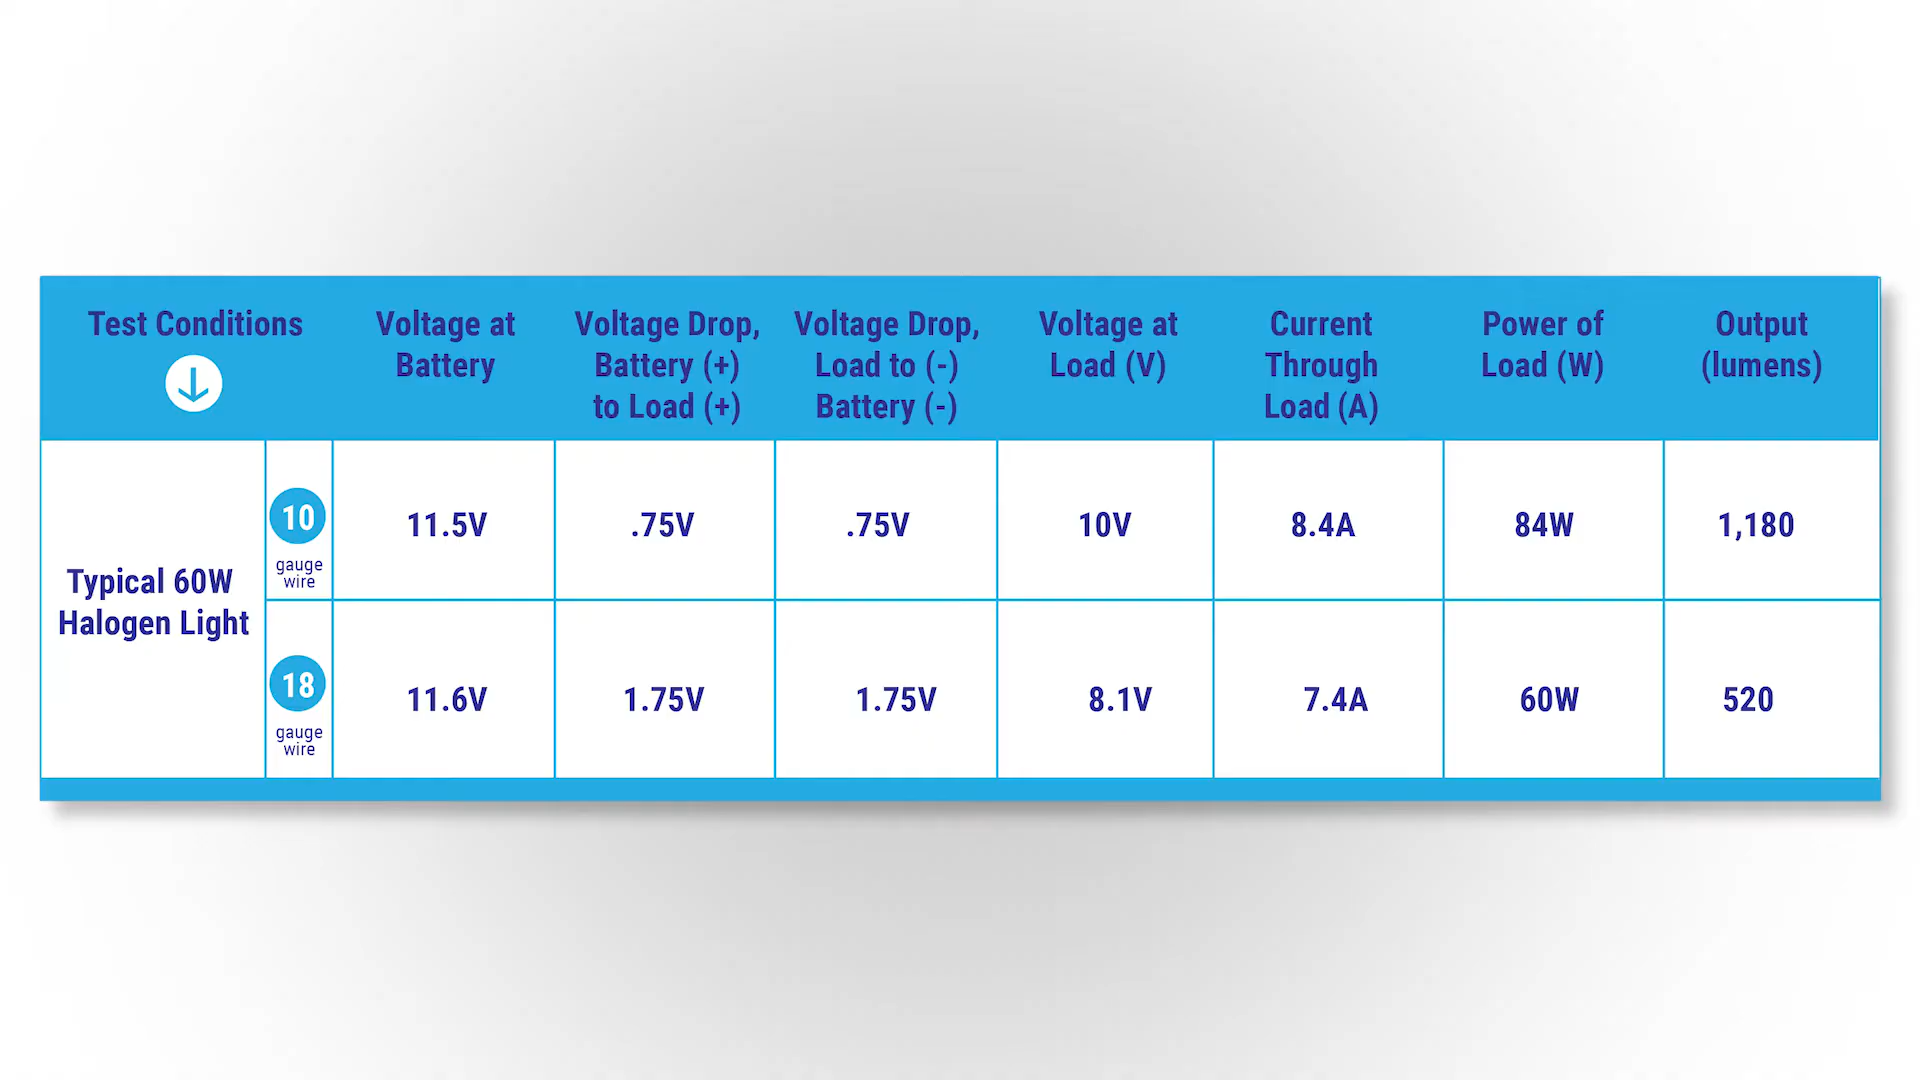 Test Conditions
Voltage at
Battery
Voltage Drop,
Battery (+)
to Load (+)
Voltage Drop,
Load to (-)
Battery (-)
Voltage at
Load (V)
Current
Through
Load (A)
Power of
Load (W)
Output
(lumens)
Typical 60W
Halogen Light
10
gauge
wire
11.5V
.75V
.75V
10V
8.4A
84W
1,180
18
gauge
wire
11.6V
1.75V
1.75V
8.1V
7.4A
60W
520